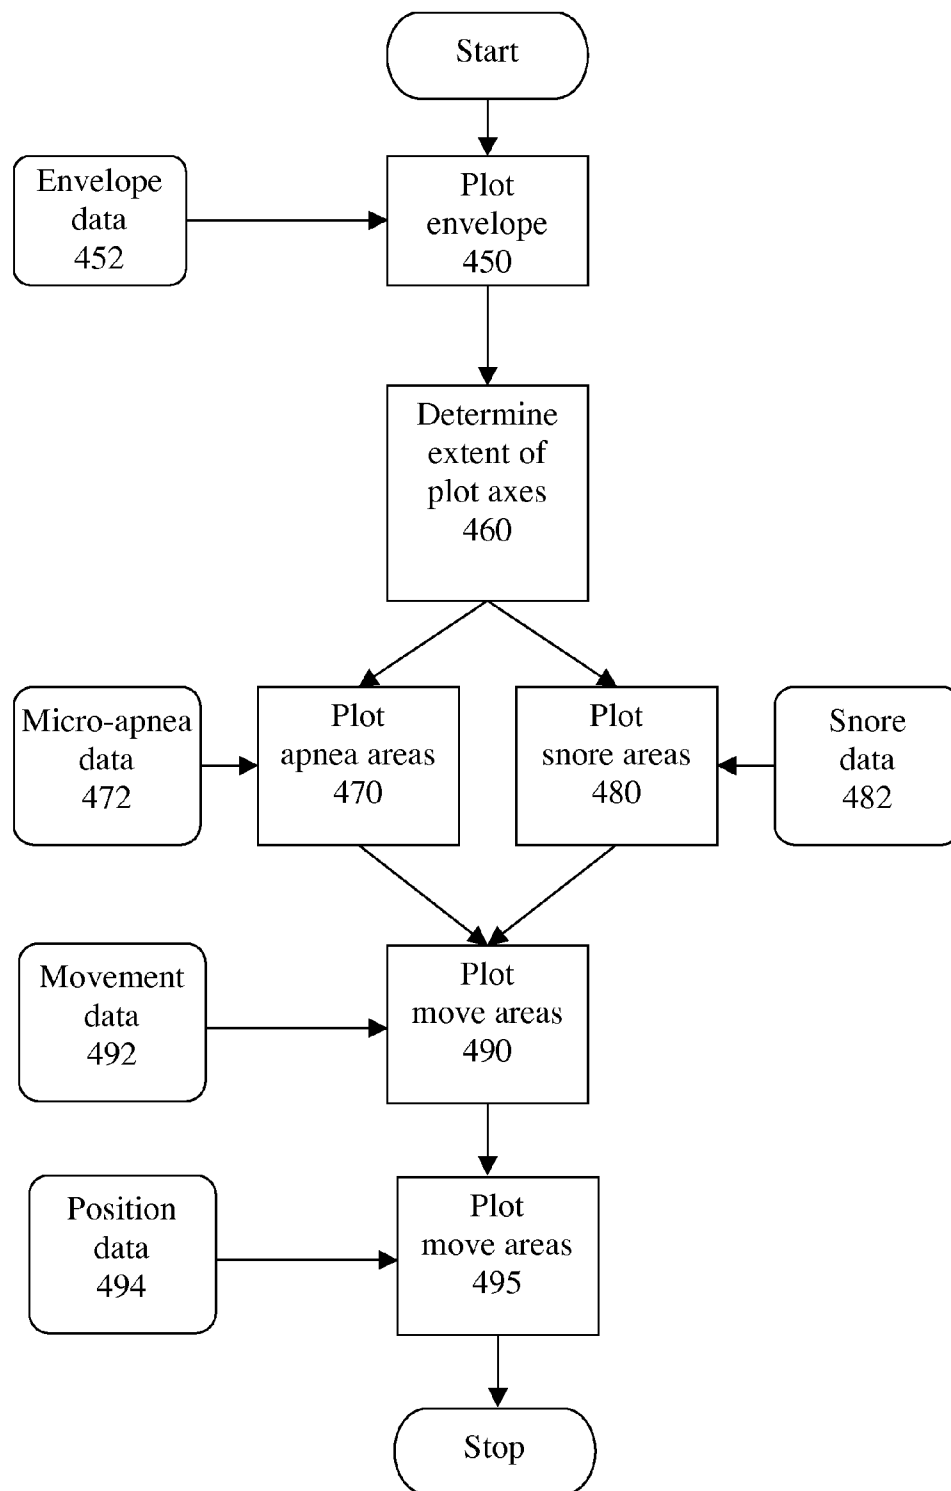 Start
Envelope
data
452
Plot
envelope
450
Determine
extent of
plot axes
460
Micro-apnea
data
472
Plot
apnea areas
470
Plot
snore areas
480
Snore
data
482
Movement
data
492
Plot
move areas
490
Position
data
494
Plot
move areas
495
Stop